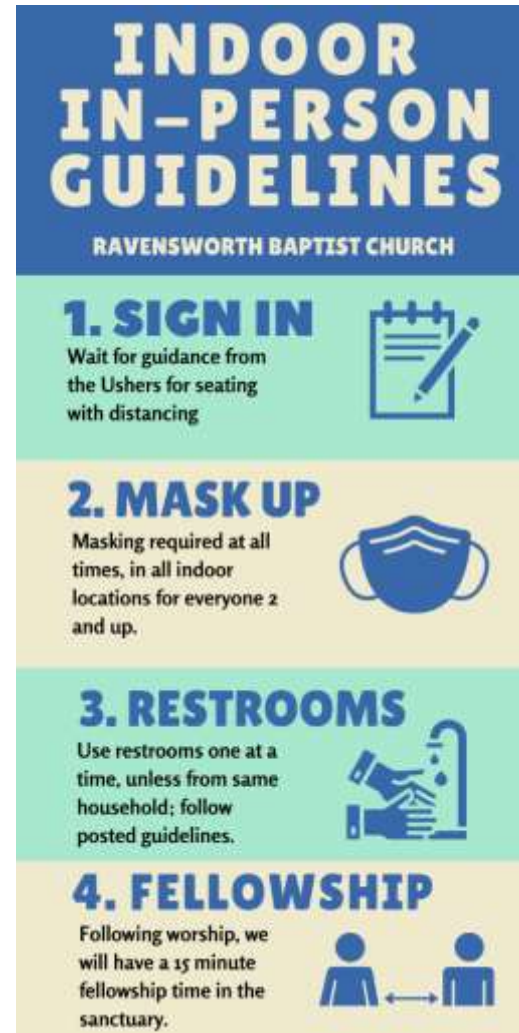 INDOOR
IN-PERSON
GUIDELINES
RAVENSWORTH BAPTIST CHURCH
1. SIGN IN
Wait for guidance from
the Ushers for seating
with distancing
2. MASK UP
Masking required at all
times, in all indoor
locations for everyone 2
and up.
3. RESTROOMS
Use restrooms one at a
time, unless from same
household; follow
posted guidelines.
4. FELLOWSHIP
Following worship, we
will have a 15 minute
fellowship time in the
sanctuary.